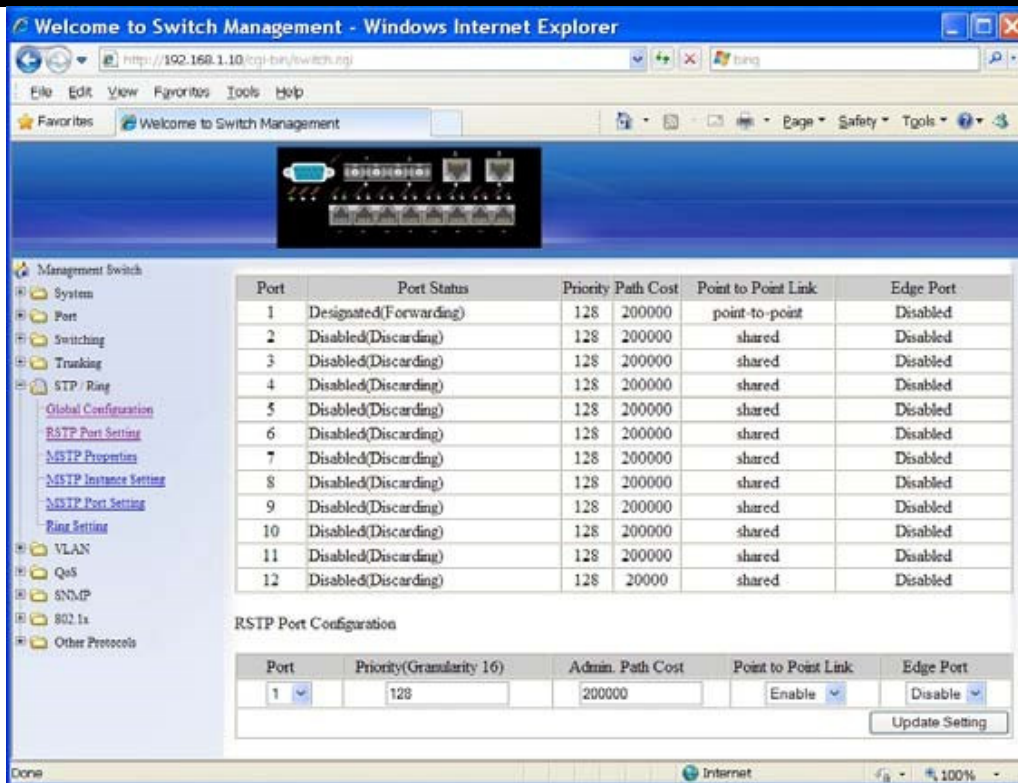 Welcome to Switch Management - Windows Internet Explorer
http://192.168.1.10/cgi-bin/switch.cgi
bing
File Edit View Favorites Tools Help
Favorites Welcome to Switch Management Page Safety Tools
Management Switch
System
Port
Switching
Trunking
STP / Ring
Global Configuration
RSTP Port Setting
MSTP Properties
MSTP Instance Setting
MSTP Port Setting
Ring Setting
VLAN
QoS
SNMP
802.1x
Other Protocols
Port Port Status Priority Path Cost Point to Point Link Edge Port
1 Designated(Forwarding) 128 200000 point-to-point Disabled
2 Disabled(Discarding) 128 200000 shared Disabled
3 Disabled(Discarding) 128 200000 shared Disabled
4 Disabled(Discarding) 128 200000 shared Disabled
5 Disabled(Discarding) 128 200000 shared Disabled
6 Disabled(Discarding) 128 200000 shared Disabled
7 Disabled(Discarding) 128 200000 shared Disabled
8 Disabled(Discarding) 128 200000 shared Disabled
9 Disabled(Discarding) 128 200000 shared Disabled
10 Disabled(Discarding) 128 200000 shared Disabled
11 Disabled(Discarding) 128 200000 shared Disabled
12 Disabled(Discarding) 128 20000 shared Disabled
RSTP Port Configuration
Port Priority(Granularity 16) Admin. Path Cost Point to Point Link Edge Port
1 128 200000 Enable Disable
Update Setting
Done Internet 100%